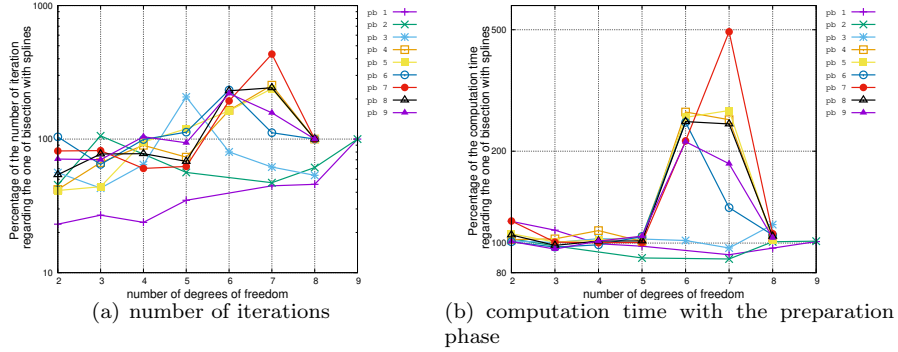 Percentage of the number of iteration
regarding the one of bisection with splines
1000
100
10
2 3 4 5 6 7 8 9
number of degrees of freedom
pb 1
pb 2
pb 3
pb 4
pb 5
pb 6
pb 7
pb 8
pb 9
(a) number of iterations
Percentage of the computation time
regarding the one of bisection with splines
500
200
100
80
2 3 4 5 6 7 8 9
number of degrees of freedom
pb 1
pb 2
pb 3
pb 4
pb 5
pb 6
pb 7
pb 8
pb 9
(b) computation time with the preparation
phase